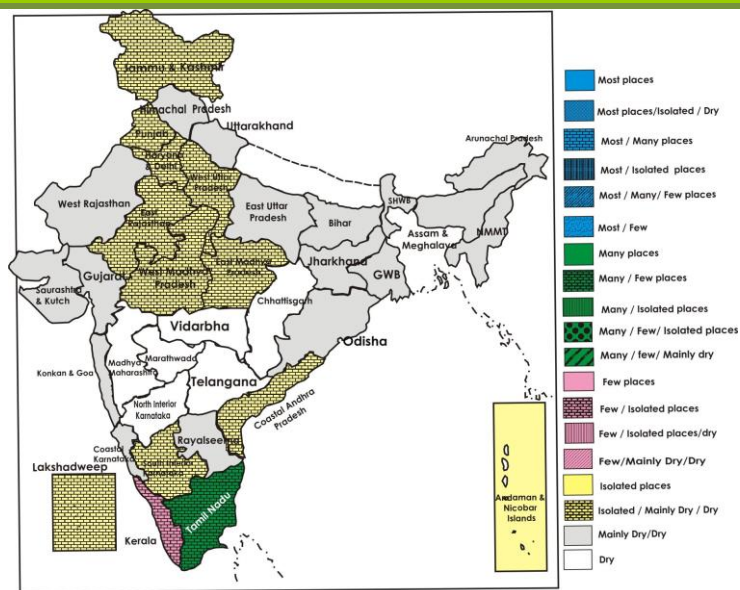 Jammu & Kashmir
Himachal Pradesh
Punjab
Uttarakhand
Arunachal Pradesh
& Delhi
West Uttar
Pradesh
West Rajasthan
East
Rajasthan
East Uttar
Pradesh
SHWB
Bihar
Assam &
Meghalaya
NMMT
Gujarat
West Madhya
Pradesh
East Madhya
Pradesh
Jharkhand
GWB
Saurashtra
& Kutch
Chhattisgarh
Vidarbha
Odisha
Konkan & Goa
Madhya
Maharashtra
Marathwada
Telangana
North Interior
Karnataka
Coastal Andhra
Pradesh
Coastal
Karnataka
Rayalseema
Lakshadweep
Kerala
Tamil Nadu
Andaman &
Nicobar
Islands
Most places
Most places/Isolated / Dry
Most / Many places
Most / Isolated places
Most / Many/ Few places
Most / Few
Many places
Many / Few places
Many / Isolated places
Many / Few/ Isolated places
Many / few/ Mainly dry
Few places
Few / Isolated places
Few / Isolated places/dry
Few/Mainly Dry/Dry
Isolated places
Isolated / Mainly Dry / Dry
Mainly Dry/Dry
Dry